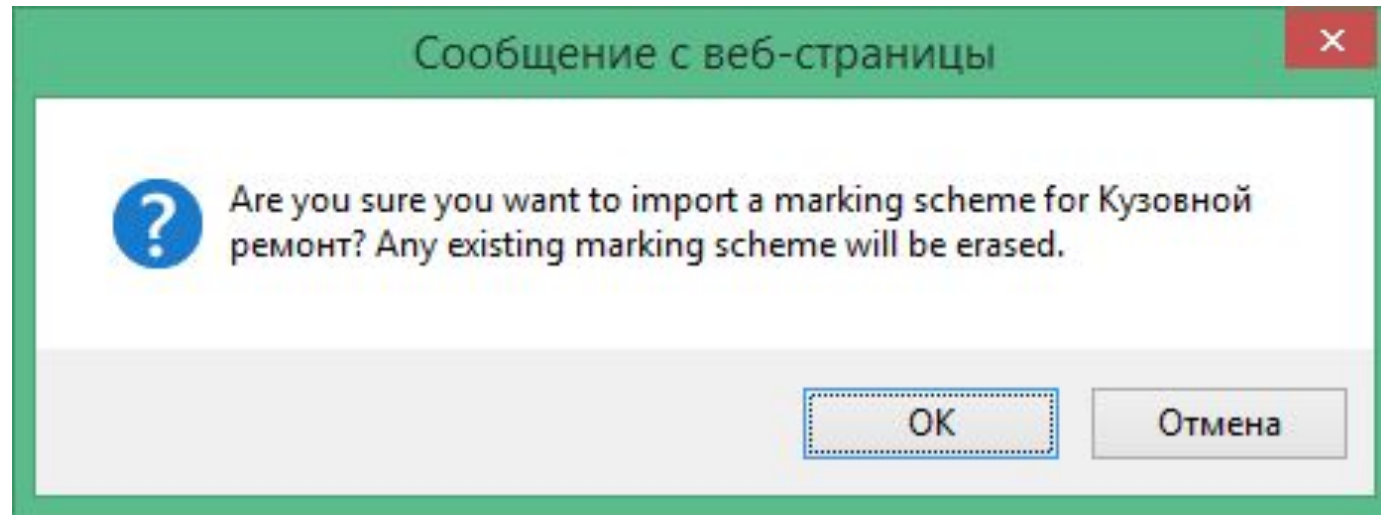 Сообщение с веб-страницы
Are you sure you want to import a marking scheme for Кузовной
ремонт? Any existing marking scheme will be erased.
OK
Отмена